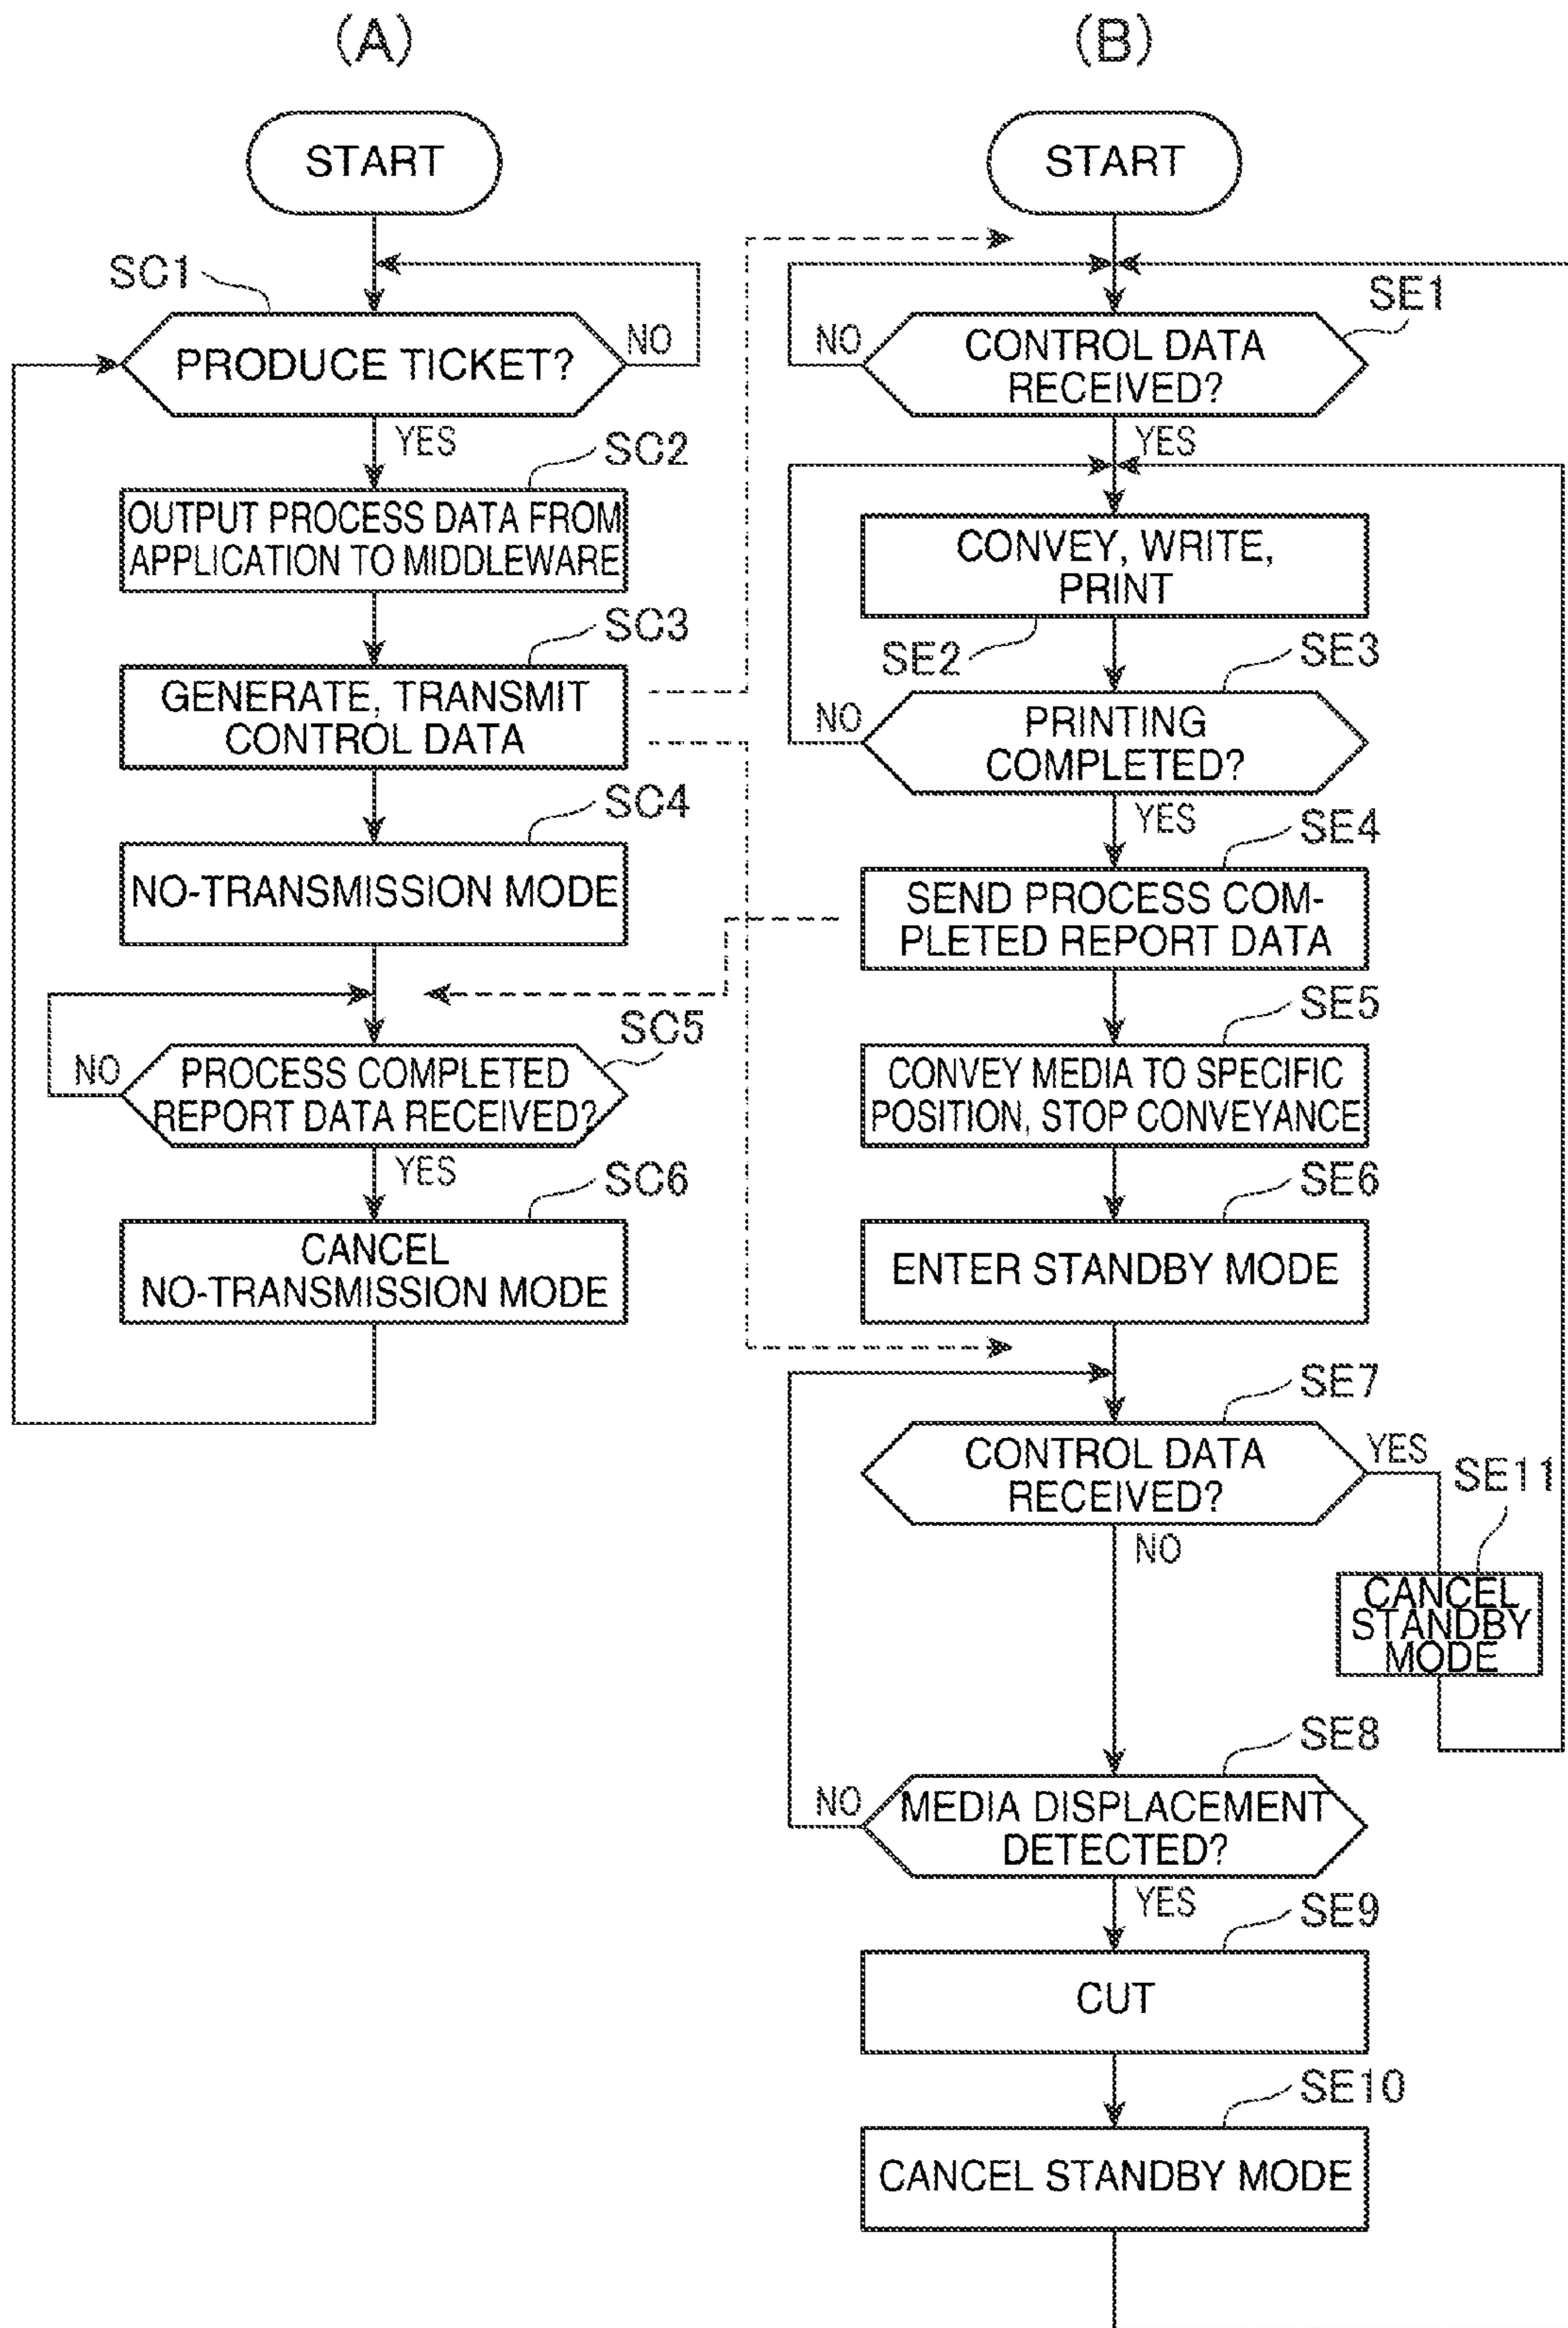 (A)
START
SC1
PRODUCE TICKET?
NO
YES
SC2
OUTPUT PROCESS DATA FROM
APPLICATION TO MIDDLEWARE
SC3
GENERATE, TRANSMIT
CONTROL DATA
SC4
NO-TRANSMISSION MODE
SC5
NO
PROCESS COMPLETED
REPORT DATA RECEIVED?
YES
SC6
CANCEL
NO-TRANSMISSION MODE
(B)
START
SE1
NO
CONTROL DATA
RECEIVED?
YES
CONVEY, WRITE,
PRINT
SE2
SE3
NO
PRINTING
COMPLETED?
YES
SE4
SEND PROCESS COM-
PLETED REPORT DATA
SE5
CONVEY MEDIA TO SPECIFIC
POSITION, STOP CONVEYANCE
SE6
ENTER STANDBY MODE
SE7
CONTROL DATA
RECEIVED?
YES
SE11
NO
CANCEL
STANDBY
MODE
SE8
NO
MEDIA DISPLACEMENT
DETECTED?
YES
SE9
CUT
SE10
CANCEL STANDBY MODE